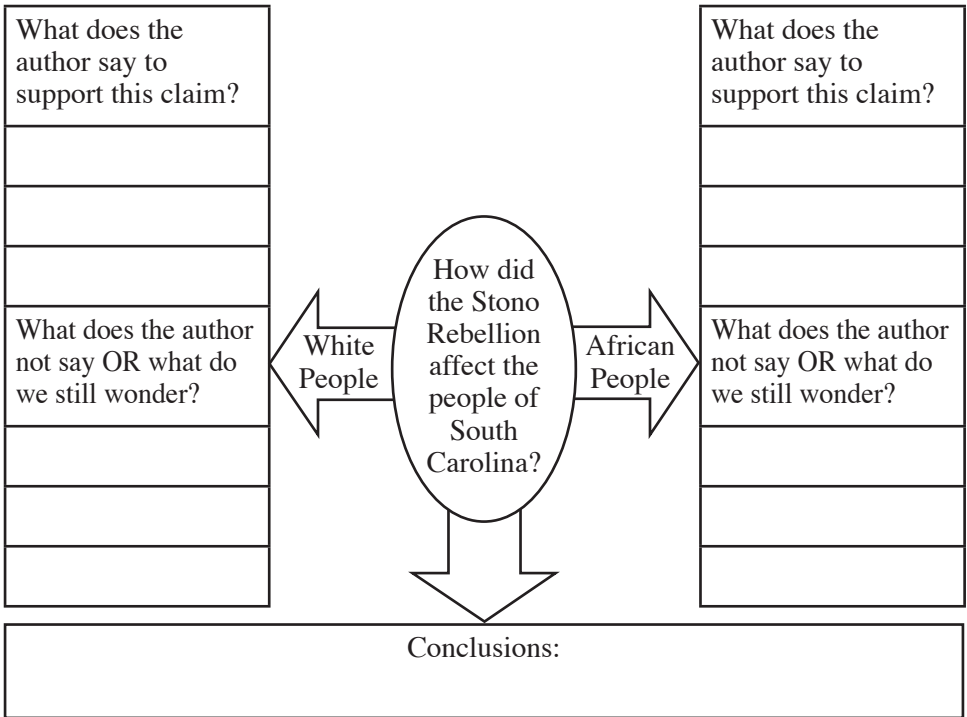 What does the
author say to
support this claim?
What does the author
not say OR what do
we still wonder?
White
People
How did
the Stono
Rebellion
affect the
people of
South
Carolina?
African
People
What does the
author say to
support this claim?
What does the author
not say OR what do
we still wonder?
Conclusions: